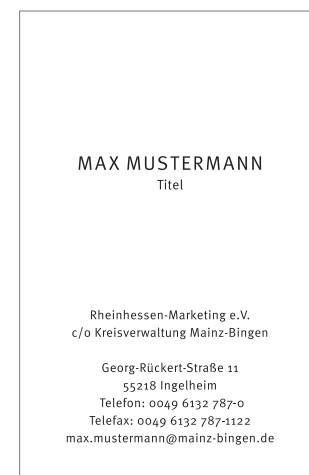 MAX MUSTERMANN
Titel
Rheinhessen-Marketing e.V.
c/o Kreisverwaltung Mainz-Bingen
Georg-Rückert-Straße 11
55218 Ingelheim
Telefon: 0049 6132 787-0
Telefax: 0049 6132 787-1122
max.mustermann@mainz-bingen.de